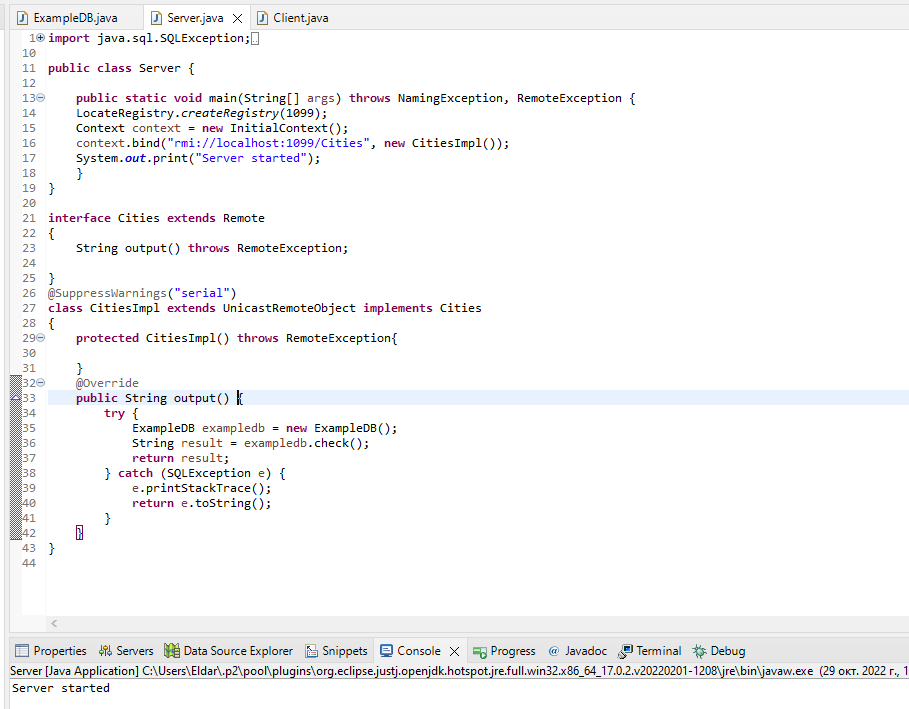 ExampleDB.java Server.java Client.java
1 import java.sql.SQLException;
10
11 public class Server {
12
13     public static void main(String[] args) throws NamingException, RemoteException {
14     LocateRegistry.createRegistry(1099);
15     Context context = new InitialContext();
16     context.bind("rmi://localhost:1099/Cities", new CitiesImpl());
17     System.out.print("Server started");
18     }
19 }
20
21 interface Cities extends Remote
22 {
23     String output() throws RemoteException;
24
25 }
26 @SuppressWarnings("serial")
27 class CitiesImpl extends UnicastRemoteObject implements Cities
28 {
29     protected CitiesImpl() throws RemoteException{
30
31     }
32     @Override
33     public String output() {
34         try {
35             ExampleDB exampledb = new ExampleDB();
36             String result = exampledb.check();
37             return result;
38         } catch (SQLException e) {
39             e.printStackTrace();
40             return e.toString();
41         }
42     }
43 }
44
Properties Servers Data Source Explorer Snippets Console Progress @ Javadoc Terminal Debug
Server [Java Application] C:\Users\Eldar\.p2\pool\plugins\org.eclipse.justj.openjdk.hotspot.jre.full.win32.x86_64_17.0.2.v20220201-1208\jre\bin\javaw.exe (29 окт. 2022 г., 1
Server started